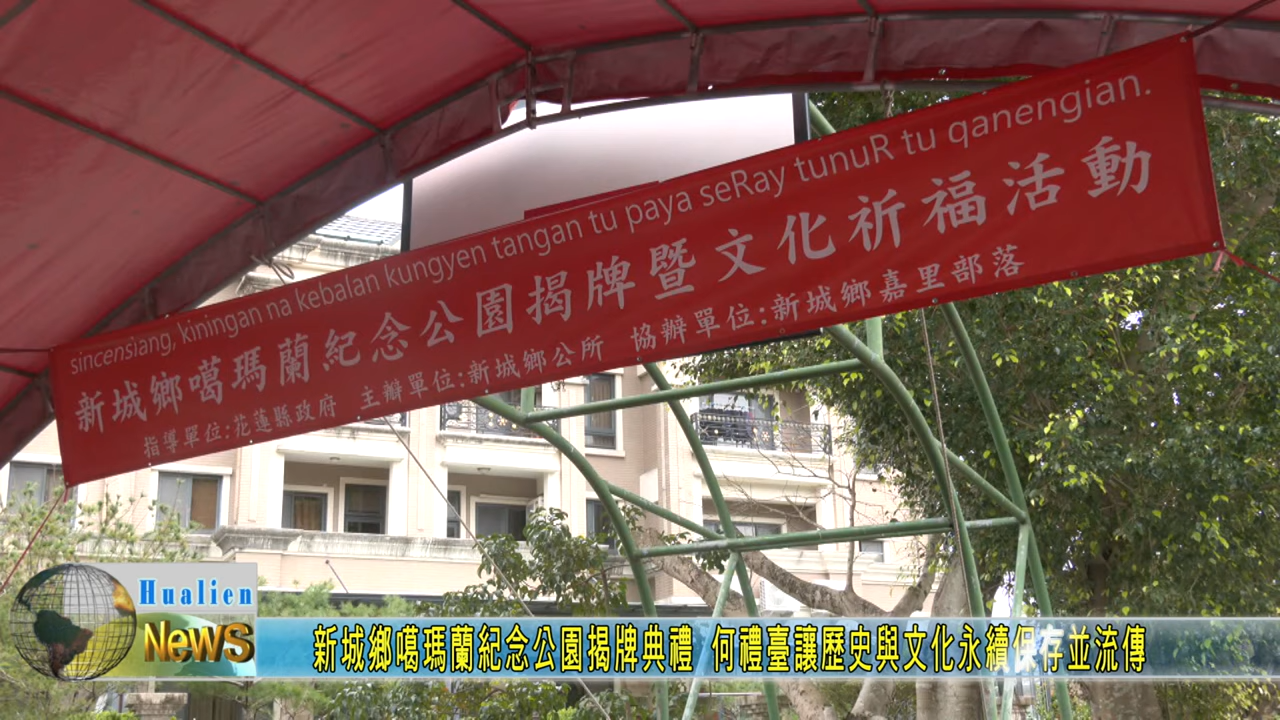 sincensiang, kiningan na kebalan kungyen tangan tu paya seRay tunuR tu qanengian.
新城鄉噶瑪蘭紀念公園揭牌暨文化祈福活動
指導單位:花蓮縣政府 主辦單位:新城鄉公所 協辦單位:新城鄉嘉里部落
Hualien
NewS
新城鄉噶瑪蘭紀念公園揭牌典禮 何禮臺讓歷史與文化永續保存並流傳